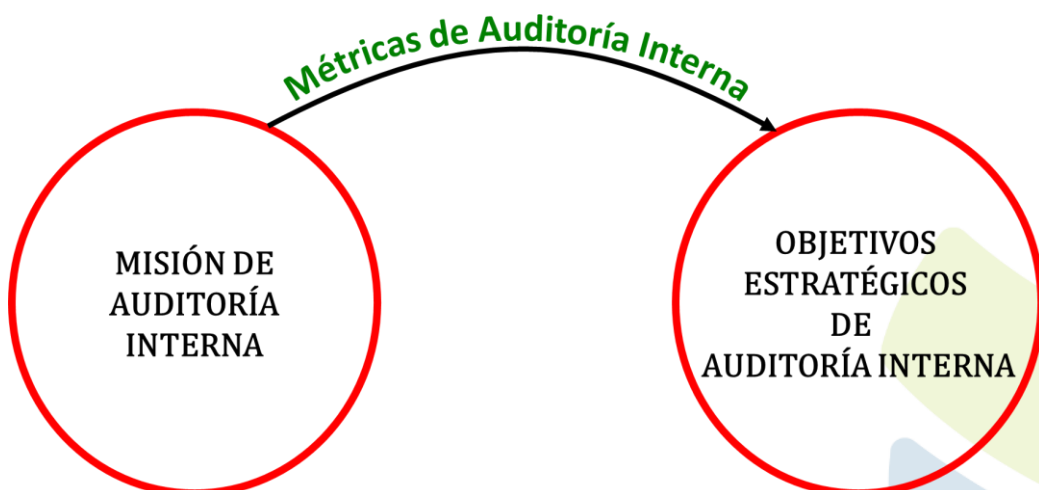 Métricas de Auditoría Interna
MISIÓN DE
AUDITORÍA
INTERNA
OBJETIVOS
ESTRATÉGICOS
DE
AUDITORÍA INTERNA